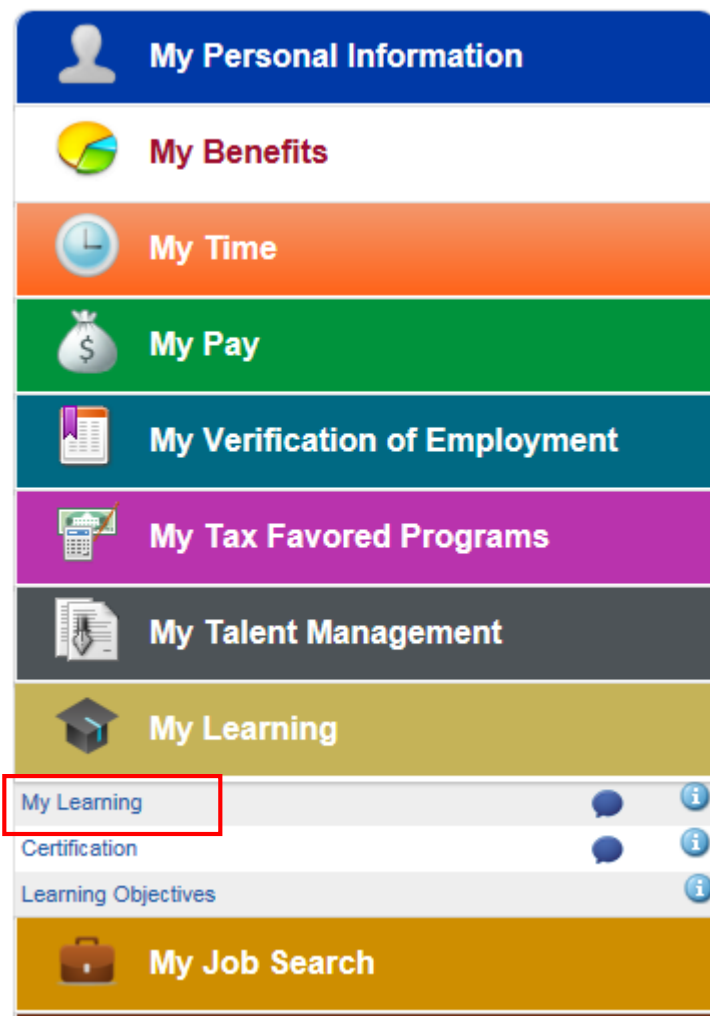 My Personal Information
My Benefits
My Time
$
My Pay
My Verification of Employment
My Tax Favored Programs
My Talent Management
My Learning
My Learning
Certification
Learning Objectives
My Job Search